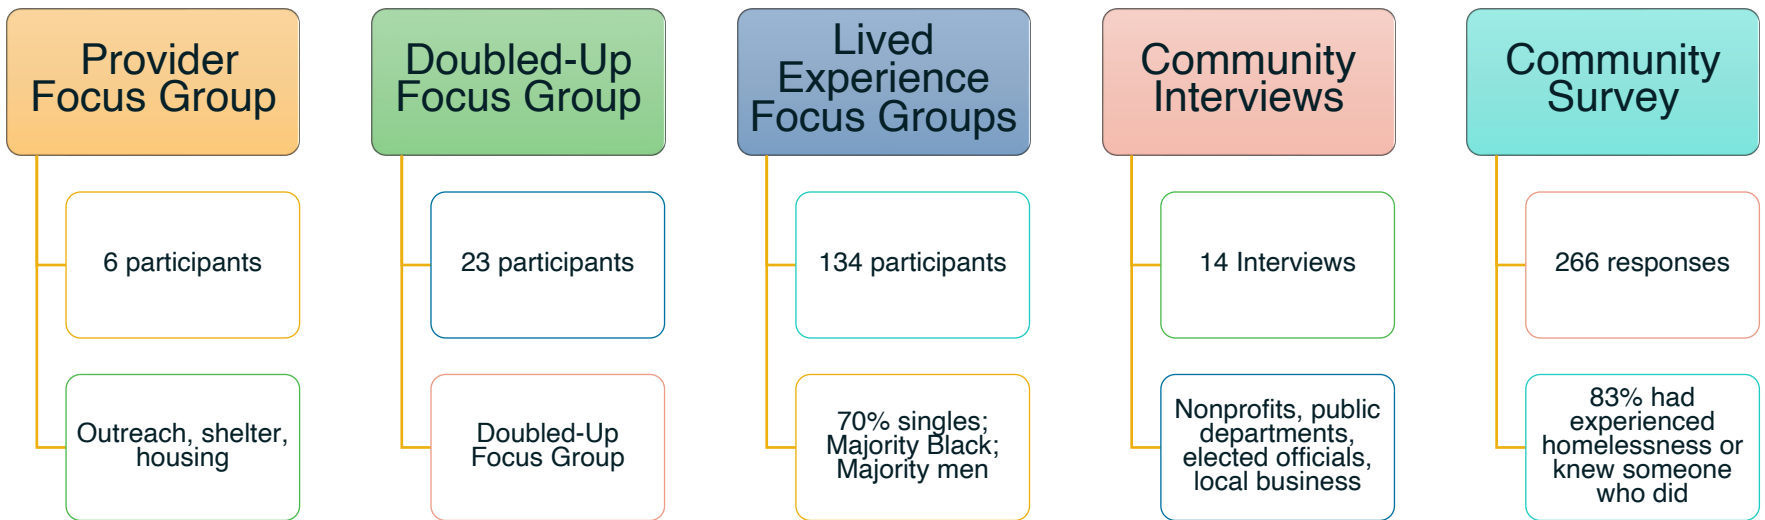 Provider
Focus Group
6 participants
Outreach, shelter,
housing
Doubled-Up
Focus Group
23 participants
Doubled-Up
Focus Group
Lived
Experience
Focus Groups
134 participants
70% singles;
Majority Black;
Majority men
Community
Interviews
14 Interviews
Nonprofits, public
departments,
elected officials,
local business
Community
Survey
266 responses
83% had
experienced
homelessness or
knew someone
who did